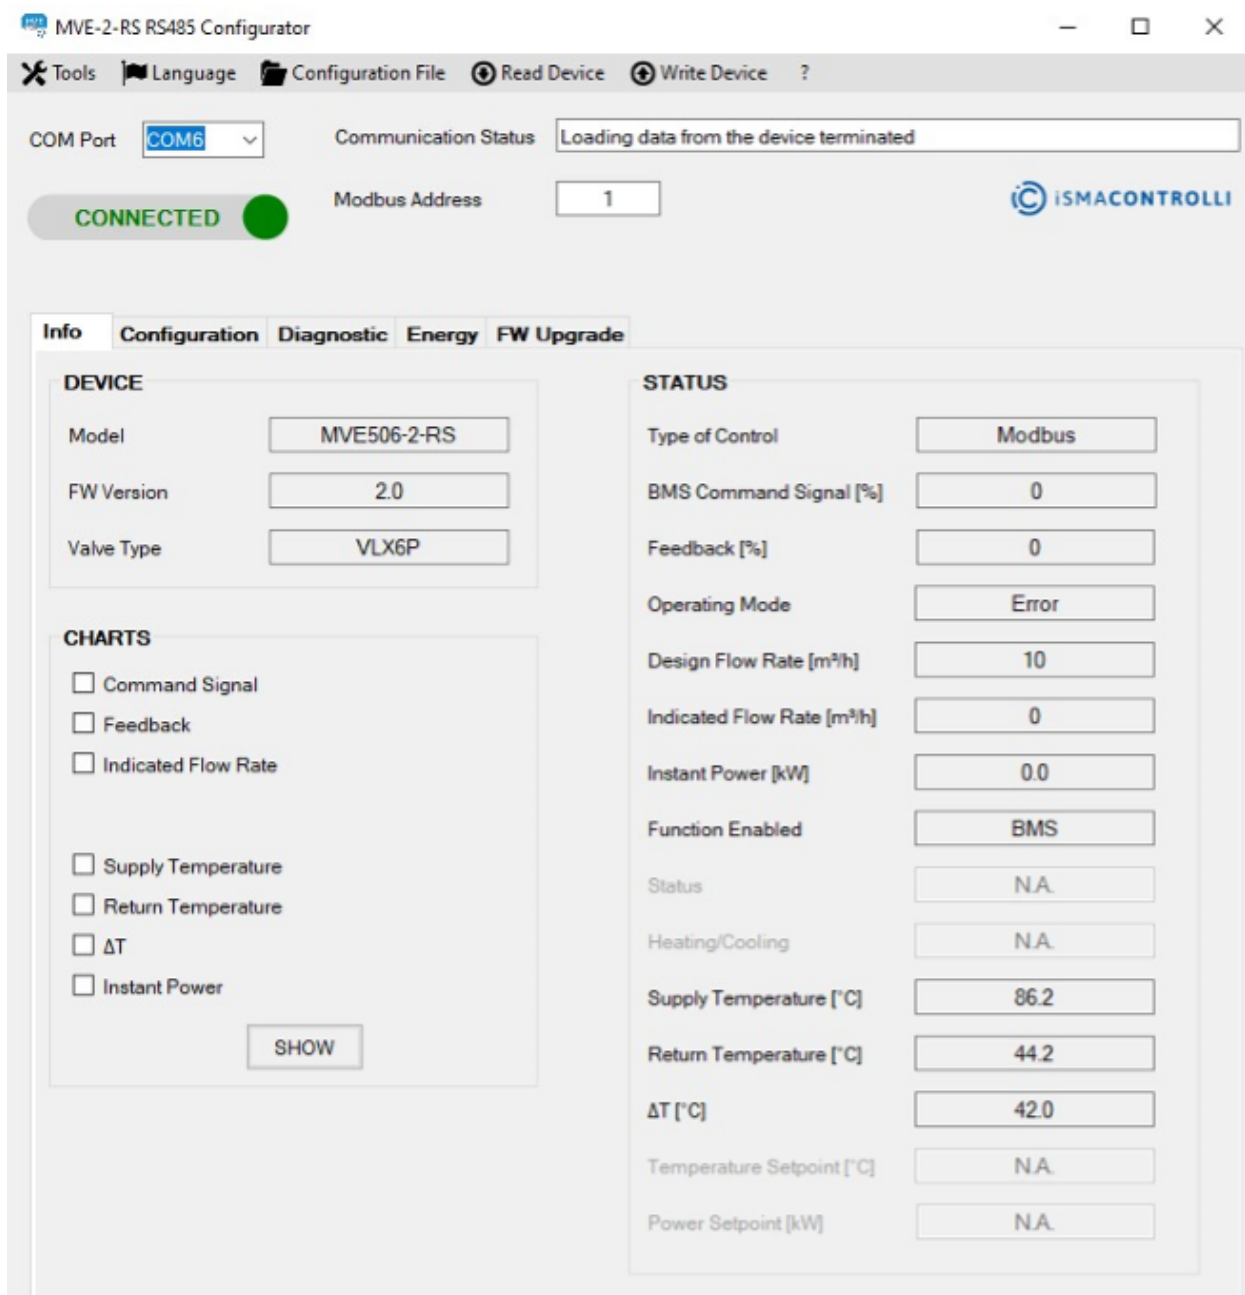 MVE-2-RS RS485 Configurator
Tools Language Configuration File Read Device Write Device ?
COM Port COM6 Communication Status Loading data from the device terminated
CONNECTED Modbus Address 1 iSMACONTROLLI
Info Configuration Diagnostic Energy FW Upgrade
DEVICE
Model MVE506-2-RS
FW Version 2.0
Valve Type VLX6P
CHARTS
Command Signal
Feedback
Indicated Flow Rate
Supply Temperature
Return Temperature
ΔT
Instant Power
SHOW
STATUS
Type of Control Modbus
BMS Command Signal [%] 0
Feedback [%] 0
Operating Mode Error
Design Flow Rate [m³/h] 10
Indicated Flow Rate [m³/h] 0
Instant Power [kW] 0.0
Function Enabled BMS
Status N.A.
Heating/Cooling N.A.
Supply Temperature [°C] 86.2
Return Temperature [°C] 44.2
ΔT [°C] 42.0
Temperature Setpoint [°C] N.A.
Power Setpoint [kW] N.A.